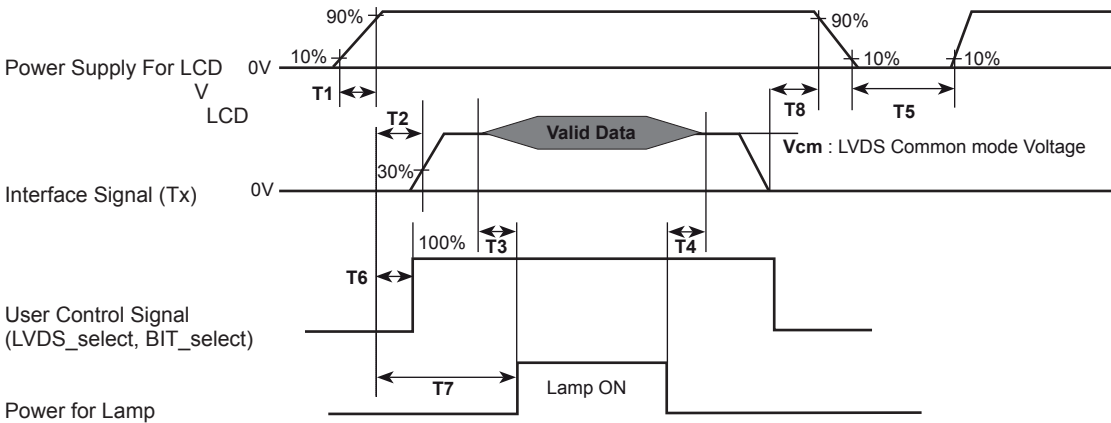 90%
90%
10%
10%
10%
Power Supply For LCD
V
LCD
0V
T1
T2
T8
T5
Valid Data
Vcm : LVDS Common mode Voltage
30%
Interface Signal (Tx)
0V
T3
T4
100%
T6
User Control Signal
(LVDS_select, BIT_select)
T7
Lamp ON
Power for Lamp